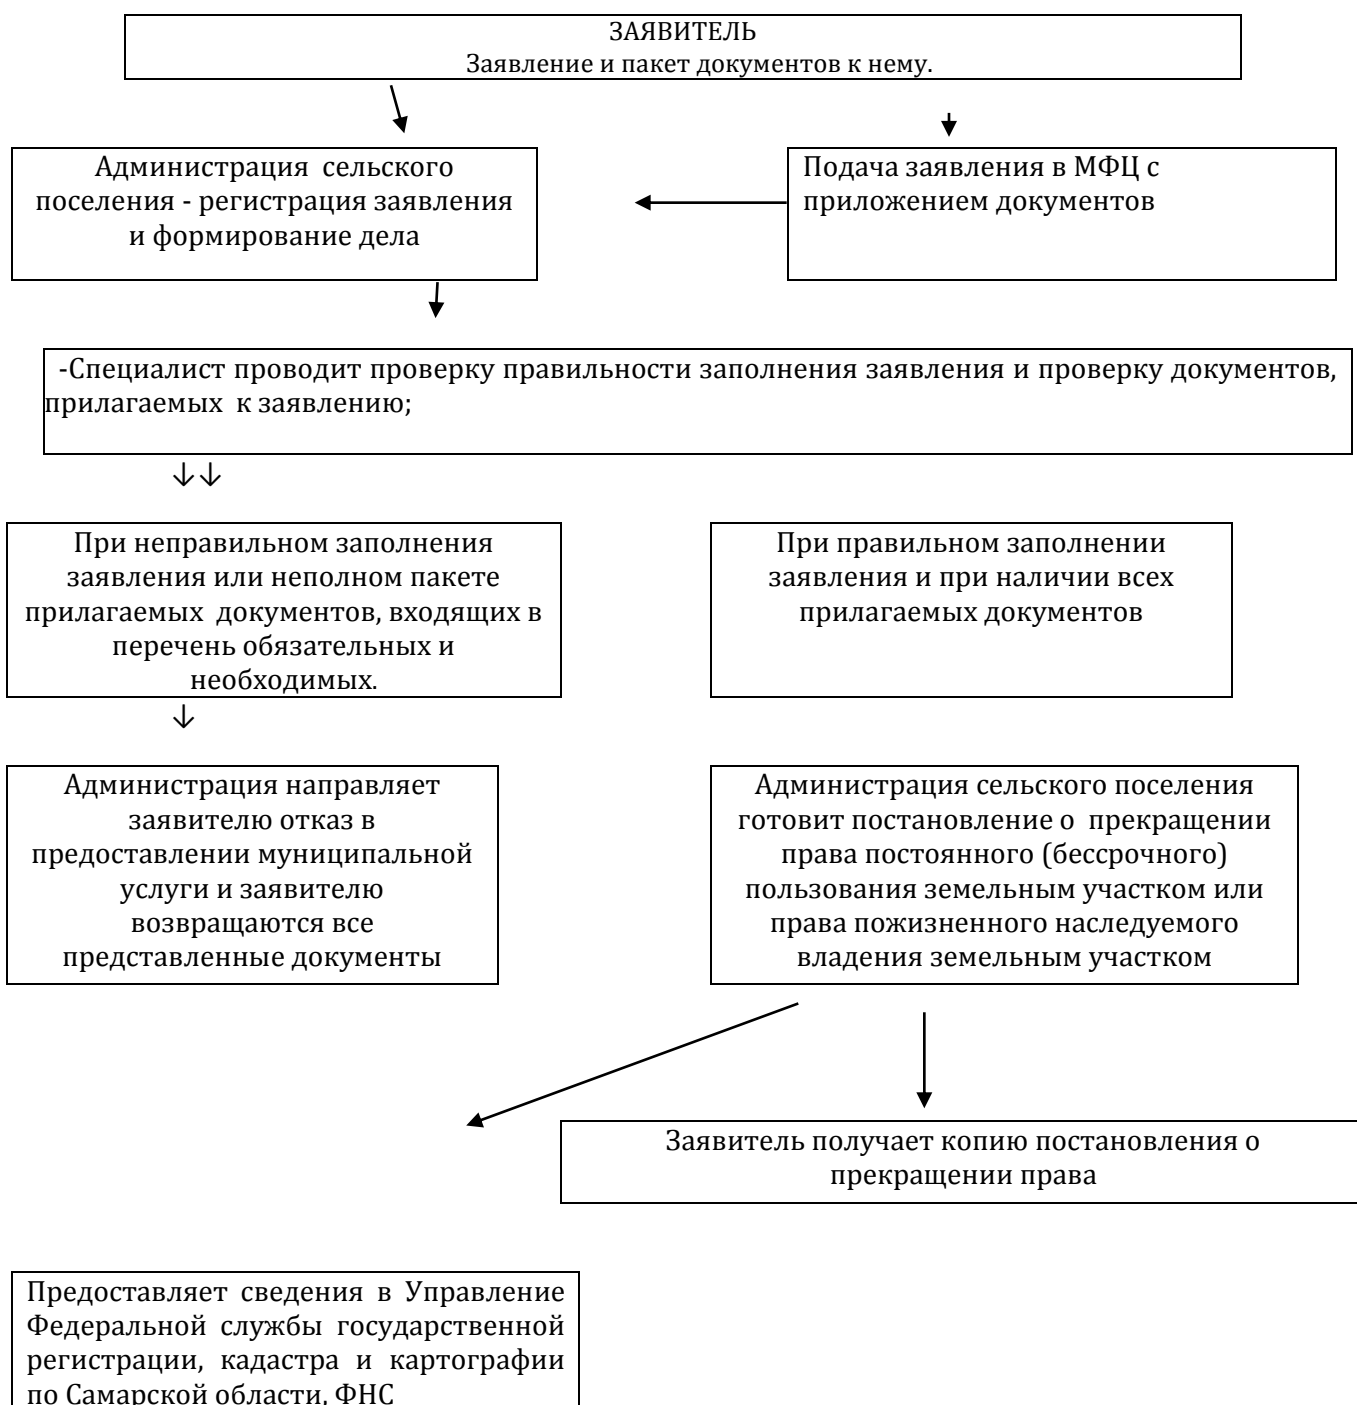 ЗАЯВИТЕЛЬ
Заявление и пакет документов к нему.
Администрация сельского
поселения - регистрация заявления
и формирование дела
Подача заявления в МФЦ с
приложением документов
-Специалист проводит проверку правильности заполнения заявления и проверку документов,
прилагаемых к заявлению;
↓↓
При неправильном заполнения
заявления или неполном пакете
прилагаемых документов, входящих в
перечень обязательных и
необходимых.
При правильном заполнении
заявления и при наличии всех
прилагаемых документов
↓
Администрация направляет
заявителю отказ в
предоставлении муниципальной
услуги и заявителю
возвращаются все
представленные документы
Администрация сельского поселения
готовит постановление о прекращении
права постоянного (бессрочного)
пользования земельным участком или
права пожизненного наследуемого
владения земельным участком
Заявитель получает копию постановления о
прекращении права
Предоставляет сведения в Управление
Федеральной службы государственной
регистрации, кадастра и картографии
по Самарской области, ФНС